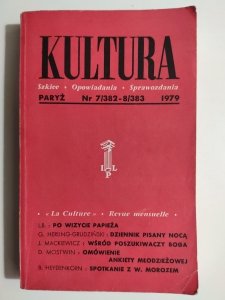 KULTURA
Szkice • Opowiadania • Sprawozdania
PARYŻ Nr 7/382-8/383 1979
I L
P
• « La Culture » • Revue mensuelle •
J.B. : PO WIZYCIE PAPIEŻA
G. HERLING-GRUDZIŃSKI : DZIENNIK PISANY NOCĄ
J. MACKIEWICZ : WŚRÓD POSZUKIWACZY BOGA
D. MOSTWIN : OMÓWIENIE
ANKIETY MŁODZIEŻOWEJ
B. HEYDENKORN : SPOTKANIE Z W. MOROZEM